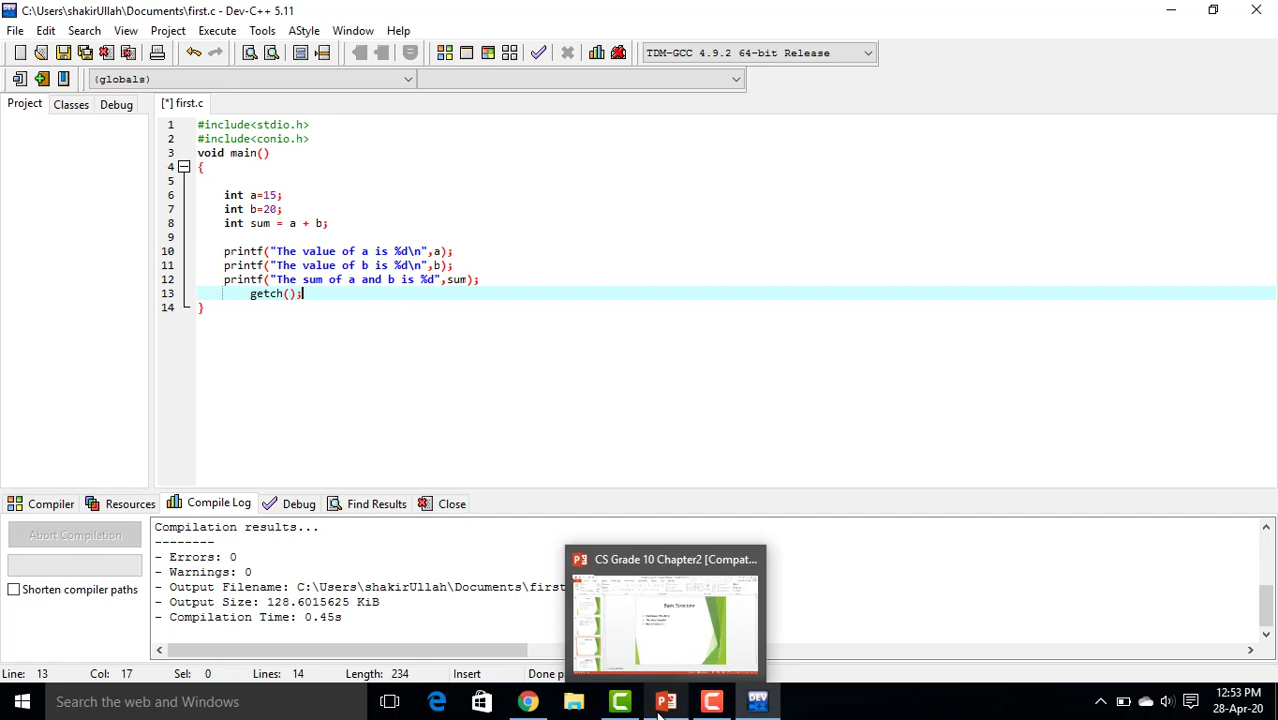 C:\Users\shakirUllah\Documents\first.c - Dev-C++ 5.11
File Edit Search View Project Execute Tools AStyle Window Help
TDM-GCC 4.9.2 64-bit Release
(globals)
Project Classes Debug
[*] first.c
1 #include<stdio.h>
2 #include<conio.h>
3 void main()
4 {
5
6 int a=15;
7 int b=20;
8 int sum = a + b;
9
10 printf("The value of a is %d\n",a);
11 printf("The value of b is %d\n",b);
12 printf("The sum of a and b is %d",sum);
13 getch();
14 }
Compiler Resources Compile Log Debug Find Results Close
Abort Compilation
Shorten compiler paths
Compilation results...
--------
- Errors: 0
- Warnings: 0
- Output Filename: C:\Users\shakirUllah\Documents\first
- Output Size: 128.6015625 KiB
- Compilation Time: 0.45s
CS Grade 10 Chapter2 [Compat...
Basic Structure
Line: 13 Col: 17 Sel: 0 Lines: 14 Length: 234 Insert Done p
Search the web and Windows
DEV
12:53 PM
28-Apr-20